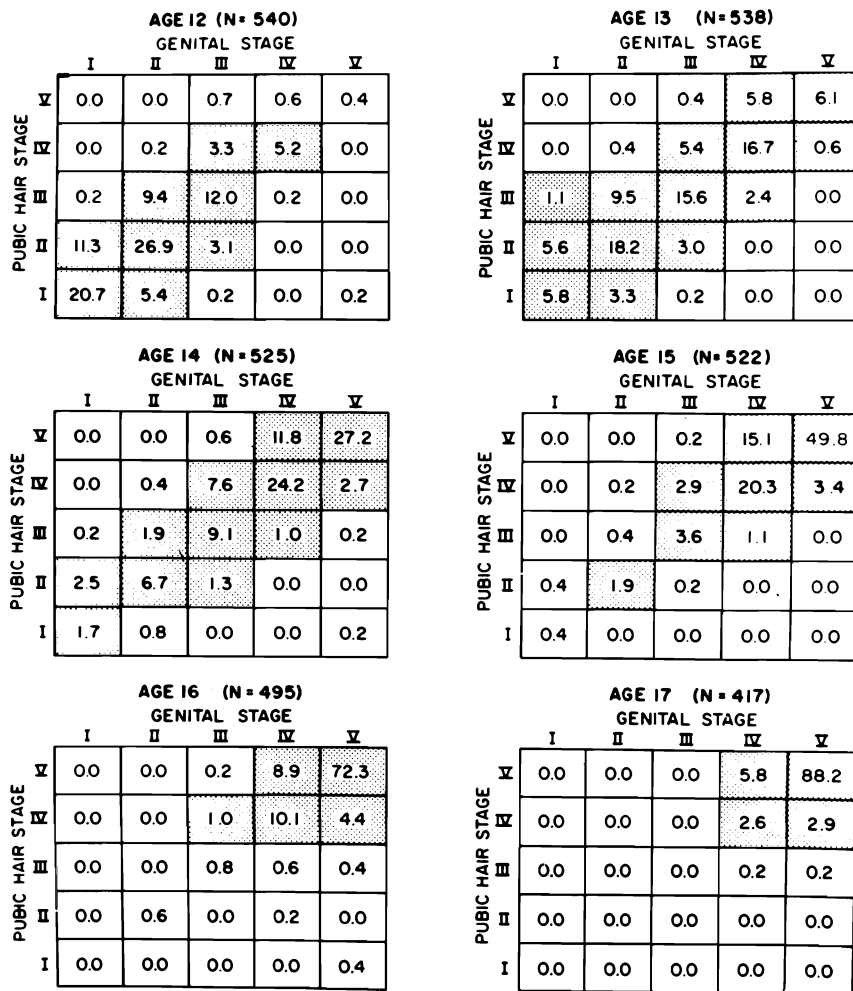 AGE 12 (N=540)
GENITAL STAGE
I II III IV V
PUBIC HAIR STAGE
V 0.0 0.0 0.7 0.6 0.4
IV 0.0 0.2 3.3 5.2 0.0
III 0.2 9.4 12.0 0.2 0.0
II 11.3 26.9 3.1 0.0 0.0
I 20.7 5.4 0.2 0.0 0.2
AGE 13 (N=538)
GENITAL STAGE
I II III IV V
PUBIC HAIR STAGE
V 0.0 0.0 0.4 5.8 6.1
IV 0.0 0.4 5.4 16.7 0.6
III 1.1 9.5 15.6 2.4 0.0
II 5.6 18.2 3.0 0.0 0.0
I 5.8 3.3 0.2 0.0 0.0
AGE 14 (N=525)
GENITAL STAGE
I II III IV V
PUBIC HAIR STAGE
V 0.0 0.0 0.6 11.8 27.2
IV 0.0 0.4 7.6 24.2 2.7
III 0.2 1.9 9.1 1.0 0.2
II 2.5 6.7 1.3 0.0 0.0
I 1.7 0.8 0.0 0.0 0.2
AGE 15 (N=522)
GENITAL STAGE
I II III IV V
PUBIC HAIR STAGE
V 0.0 0.0 0.2 15.1 49.8
IV 0.0 0.2 2.9 20.3 3.4
III 0.0 0.4 3.6 1.1 0.0
II 0.4 1.9 0.2 0.0 0.0
I 0.4 0.0 0.0 0.0 0.0
AGE 16 (N=495)
GENITAL STAGE
I II III IV V
PUBIC HAIR STAGE
V 0.0 0.0 0.2 8.9 72.3
IV 0.0 0.0 1.0 10.1 4.4
III 0.0 0.0 0.8 0.6 0.4
II 0.0 0.6 0.0 0.2 0.0
I 0.0 0.0 0.0 0.0 0.4
AGE 17 (N=417)
GENITAL STAGE
I II III IV V
PUBIC HAIR STAGE
V 0.0 0.0 0.0 5.8 88.2
IV 0.0 0.0 0.0 2.6 2.9
III 0.0 0.0 0.0 0.2 0.2
II 0.0 0.0 0.0 0.0 0.0
I 0.0 0.0 0.0 0.0 0.0